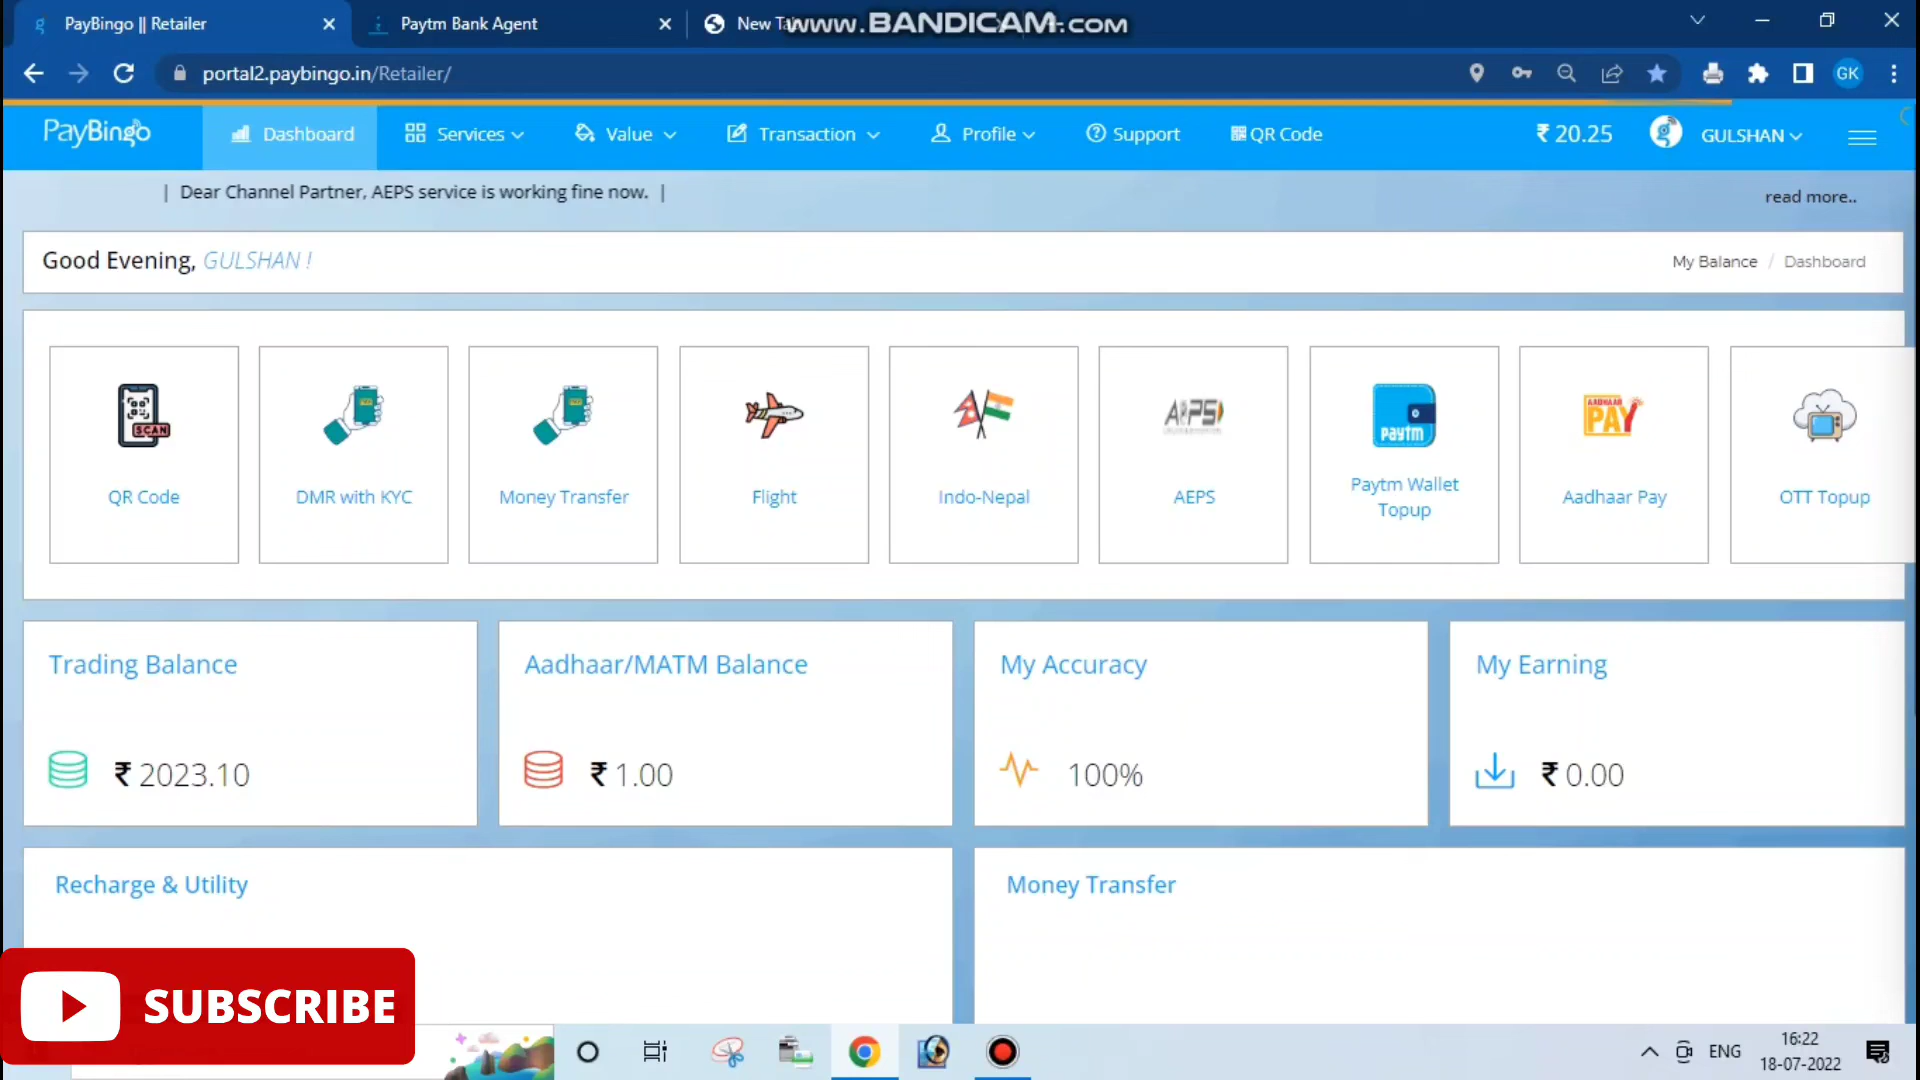 PayBingo || Retailer
Paytm Bank Agent
New Ta
www.BANDICAM.com
portal2.paybingo.in/Retailer/
GK
PayBingo
Dashboard
Services
Value
Transaction
Profile
Support
QR Code
₹ 20.25
GULSHAN
| Dear Channel Partner, AEPS service is working fine now. |
read more..
Good Evening, GULSHAN !
My Balance / Dashboard
SCAN
AEPS
paytm
AADHAAR
PAY
QR Code
DMR with KYC
Money Transfer
Flight
Indo-Nepal
AEPS
Paytm Wallet
Topup
Aadhaar Pay
OTT Topup
Trading Balance
Aadhaar/MATM Balance
My Accuracy
My Earning
₹ 2023.10
₹ 1.00
100%
₹ 0.00
Recharge & Utility
Money Transfer
SUBSCRIBE
ENG
16:22
18-07-2022